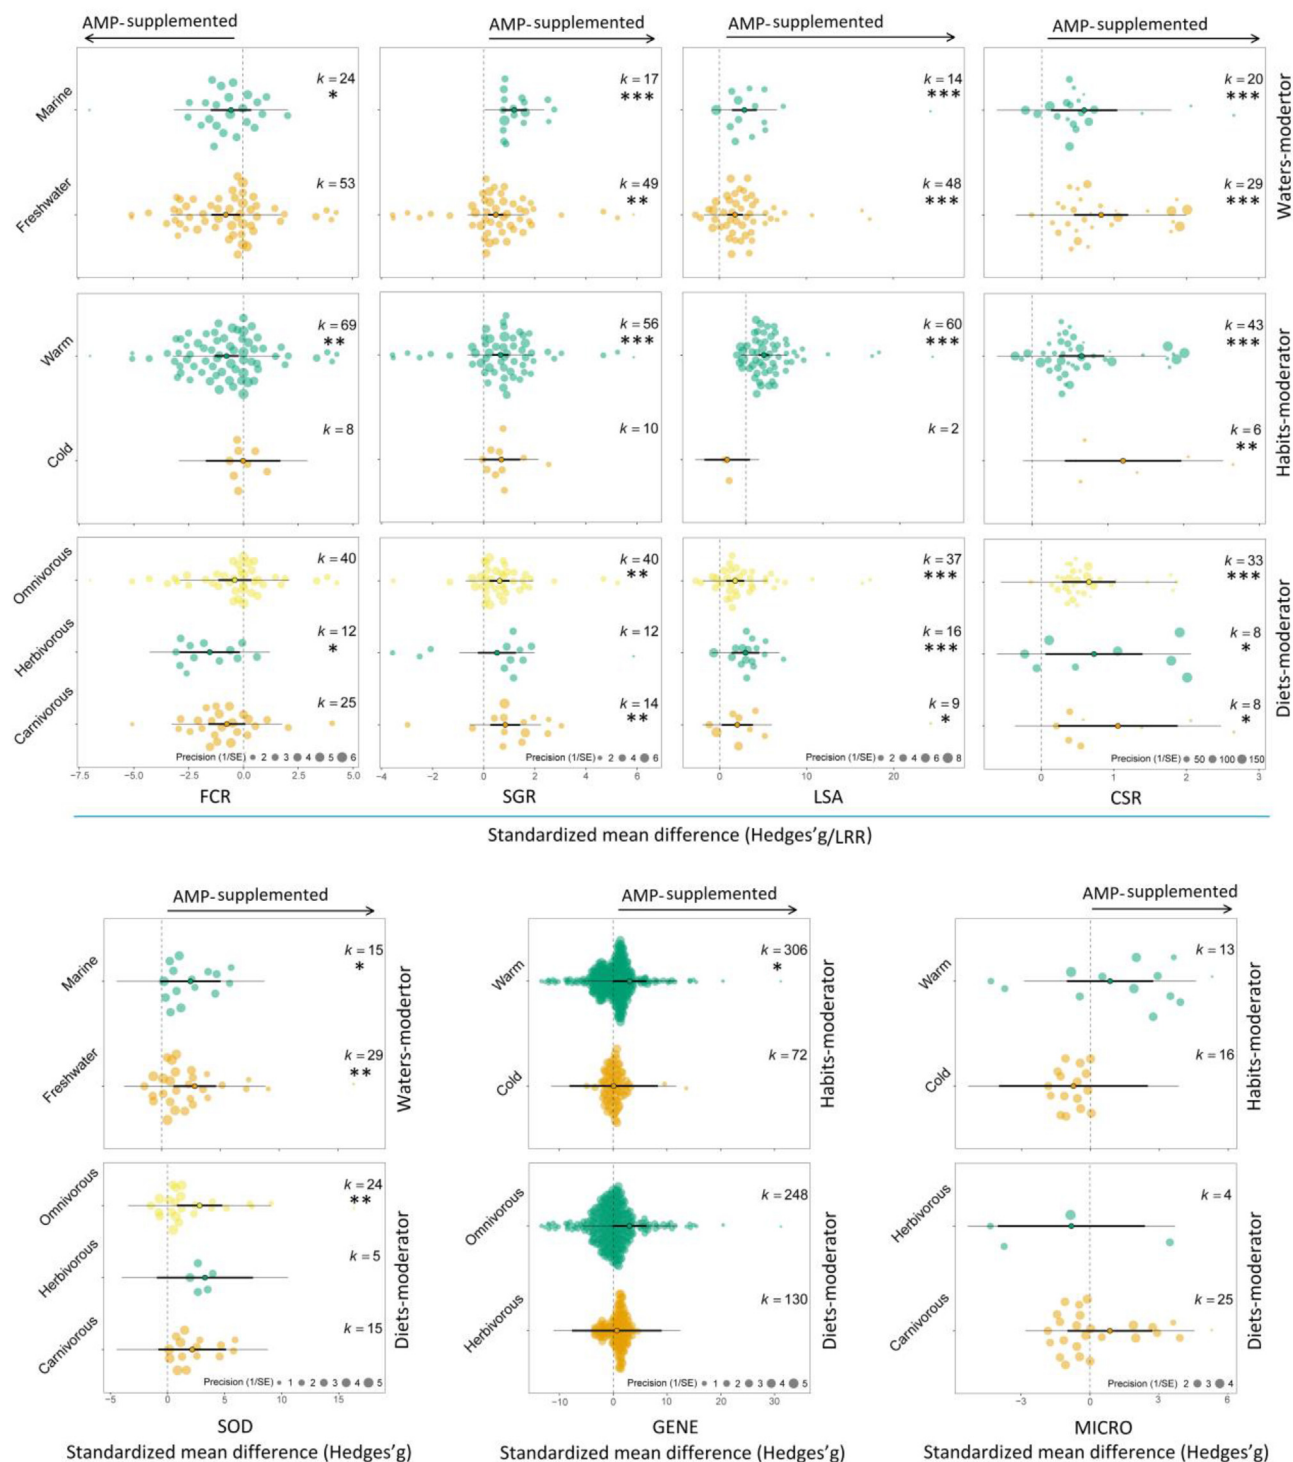 AMP-supplemented AMP-supplemented AMP-supplemented AMP-supplemented
Marine k = 24 k = 17 k = 14 k = 20
* *** *** ***
Freshwater k = 53 k = 49 k = 48 k = 29
** *** ***
Waters-modertor
Warm k = 69 k = 56 k = 60 k = 43
** *** *** ***
Cold k = 8 k = 10 k = 2 k = 6
**
Habits-moderator
Omnivorous k = 40 k = 40 k = 37 k = 33
** *** ***
Herbivorous k = 12 k = 12 k = 16 k = 8
* *** *
Carnivorous k = 25 k = 14 k = 9 k = 8
** * *
Diets-moderator
Precision (1/SE) 2 3 4 5 6 Precision (1/SE) 2 4 6 Precision (1/SE) 2 4 6 8 Precision (1/SE) 50 100 150
−7.5 −5.0 −2.5 0.0 2.5 5.0 −4 −2 0 2 4 6 0 10 20 0 1 2 3
FCR SGR LSA CSR
Standardized mean difference (Hedges'g/LRR)
AMP-supplemented AMP-supplemented AMP-supplemented
Marine k = 15 Warm k = 306 Warm k = 13
* *
Freshwater k = 29 Cold k = 72 Cold k = 16
**
Waters-modertor Habits-moderator Habits-moderator
Omnivorous k = 24 Omnivorous k = 248 Herbivorous k = 4
**
Herbivorous k = 5
Carnivorous k = 15 Herbivorous k = 130 Carnivorous k = 25
Diets-moderator Diets-moderator Diets-moderator
Precision (1/SE) 1 2 3 4 5 Precision (1/SE) 1 2 3 4 5 Precision (1/SE) 2 3 4
−5 0 5 10 15 −10 0 10 20 30 −3 0 3 6
SOD GENE MICRO
Standardized mean difference (Hedges'g) Standardized mean difference (Hedges'g) Standardized mean difference (Hedges'g)